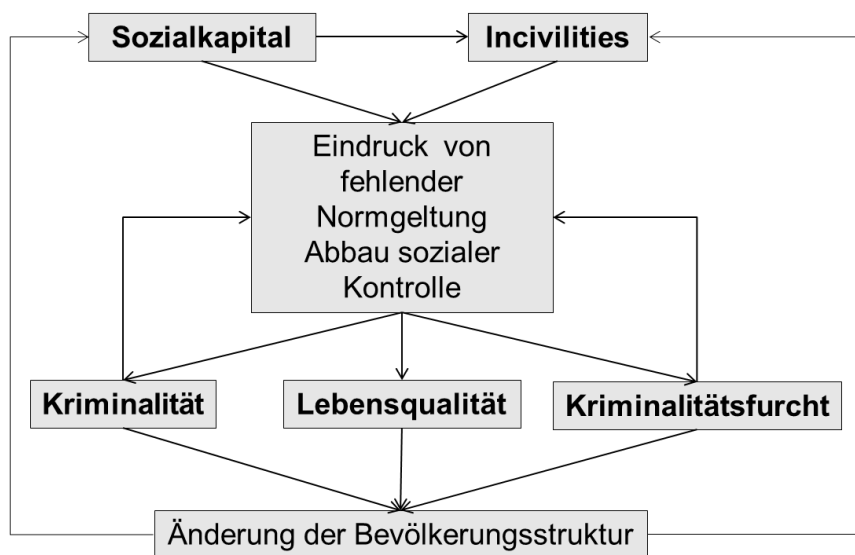 Sozialkapital
Incivilities
Eindruck von
fehlender
Normgeltung
Abbau sozialer
Kontrolle
Kriminalität
Lebensqualität
Kriminalitätsfurcht
Änderung der Bevölkerungsstruktur